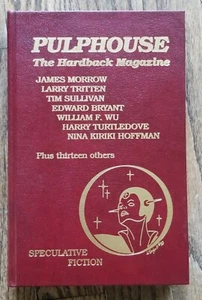 PULPHOUSE
The Hardback Magazine
JAMES MORROW
LARRY TRITTEN
TIM SULLIVAN
EDWARD BRYANT
WILLIAM F. WU
HARRY TURTLEDOVE
NINA KIRIKI HOFFMAN
Plus thirteen others
SPECULATIVE
FICTION